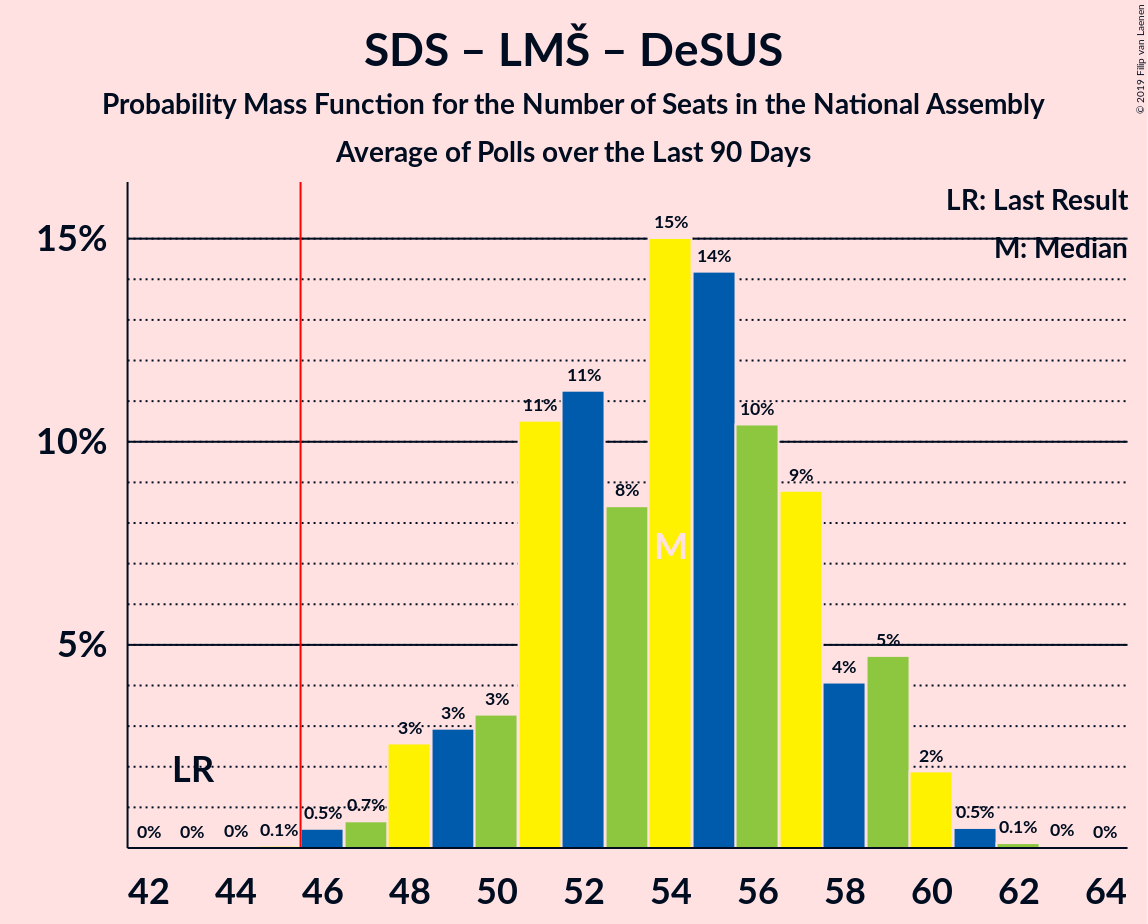 SDS – LMŠ – DeSUS
Probability Mass Function for the Number of Seats in the National Assembly
Average of Polls over the Last 90 Days
© 2019 Filip van Laenen
LR: Last Result
M: Median
15%
10%
5%
0%
0%
0%
0.1%
0.5%
0.7%
3%
3%
3%
11%
11%
8%
15%
14%
10%
9%
4%
5%
2%
0.5%
0.1%
0%
0%
LR
M
42 44 46 48 50 52 54 56 58 60 62 64